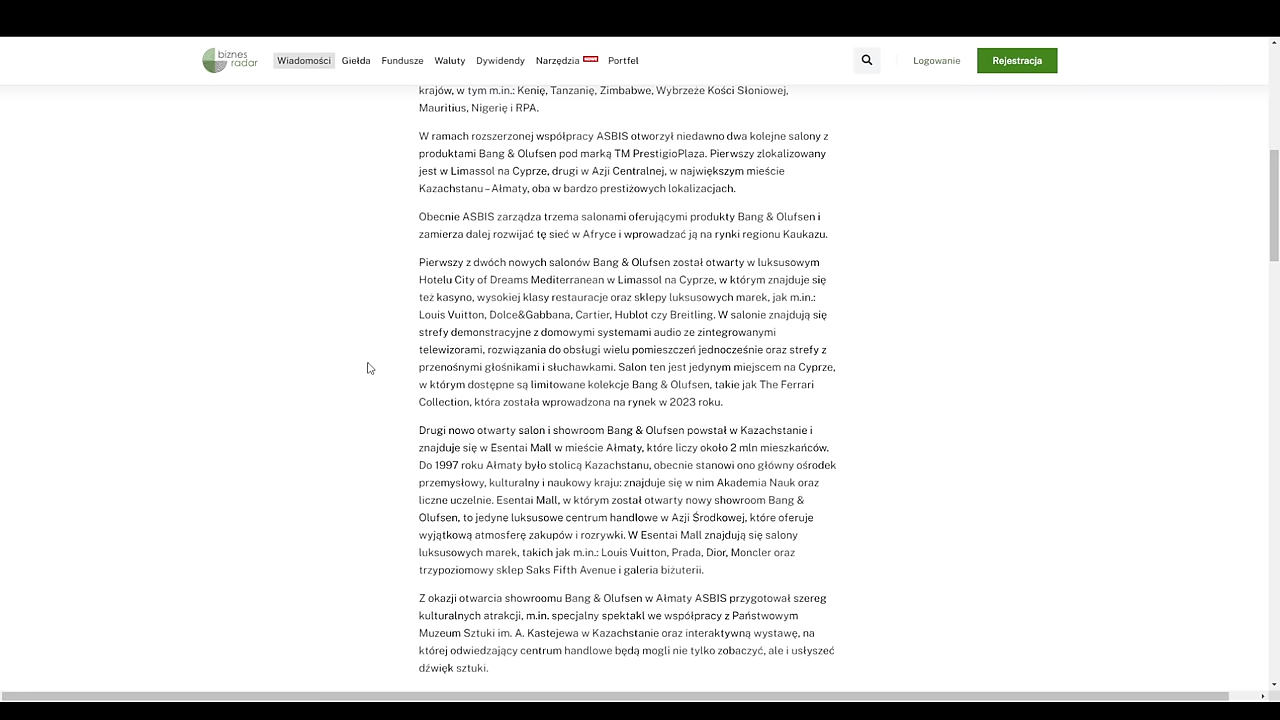 biznes radar
Wiadomości Giełda Fundusze Waluty Dywidendy Narzędzia Portfel Logowanie Rejestracja
krajów, w tym m.in.: Kenię, Tanzanię, Zimbabwe, Wybrzeże Kości Słoniowej,
Mauritius, Nigerię i RPA.
W ramach rozszerzonej współpracy ASBIS otworzył niedawno dwa kolejne salony z
produktami Bang & Olufsen pod marką TM PrestigioPlaza. Pierwszy zlokalizowany
jest w Limassol na Cyprze, drugi w Azji Centralnej, w największym mieście
Kazachstanu – Ałmaty, oba w bardzo prestiżowych lokalizacjach.
Obecnie ASBIS zarządza trzema salonami oferującymi produkty Bang & Olufsen i
zamierza dalej rozwijać tę sieć w Afryce i wprowadzać ją na rynki regionu Kaukazu.
Pierwszy z dwóch nowych salonów Bang & Olufsen został otwarty w luksusowym
Hotelu City of Dreams Mediterranean w Limassol na Cyprze, w którym znajduje się
też kasyno, wysokiej klasy restauracje oraz sklepy luksusowych marek, jak m.in.:
Louis Vuitton, Dolce&Gabbana, Cartier, Hublot czy Breitling. W salonie znajdują się
strefy demonstracyjne z domowymi systemami audio ze zintegrowanymi
telewizorami, rozwiązania do obsługi wielu pomieszczeń jednocześnie oraz strefy z
przenośnymi głośnikami i słuchawkami. Salon ten jest jedynym miejscem na Cyprze,
w którym dostępne są limitowane kolekcje Bang & Olufsen, takie jak The Ferrari
Collection, która została wprowadzona na rynek w 2023 roku.
Drugi nowo otwarty salon i showroom Bang & Olufsen powstał w Kazachstanie i
znajduje się w Esentai Mall w mieście Ałmaty, które liczy około 2 mln mieszkańców.
Do 1997 roku Ałmaty było stolicą Kazachstanu, obecnie stanowi ono główny ośrodek
przemysłowy, kulturalny i naukowy kraju: znajduje się w nim Akademia Nauk oraz
liczne uczelnie. Esentai Mall, w którym został otwarty nowy showroom Bang &
Olufsen, to jedyne luksusowe centrum handlowe w Azji Środkowej, które oferuje
wyjątkową atmosferę zakupów i rozrywki. W Esentai Mall znajdują się salony
luksusowych marek, takich jak m.in.: Louis Vuitton, Prada, Dior, Moncler oraz
trzypoziomowy sklep Saks Fifth Avenue i galeria biżuterii.
Z okazji otwarcia showroomu Bang & Olufsen w Ałmaty ASBIS przygotował szereg
kulturalnych atrakcji, m.in. specjalny spektakl we współpracy z Państwowym
Muzeum Sztuki im. A. Kastejewa w Kazachstanie oraz interaktywną wystawę, na
której odwiedzający centrum handlowe będą mogli nie tylko zobaczyć, ale i usłyszeć
dźwięk sztuki.